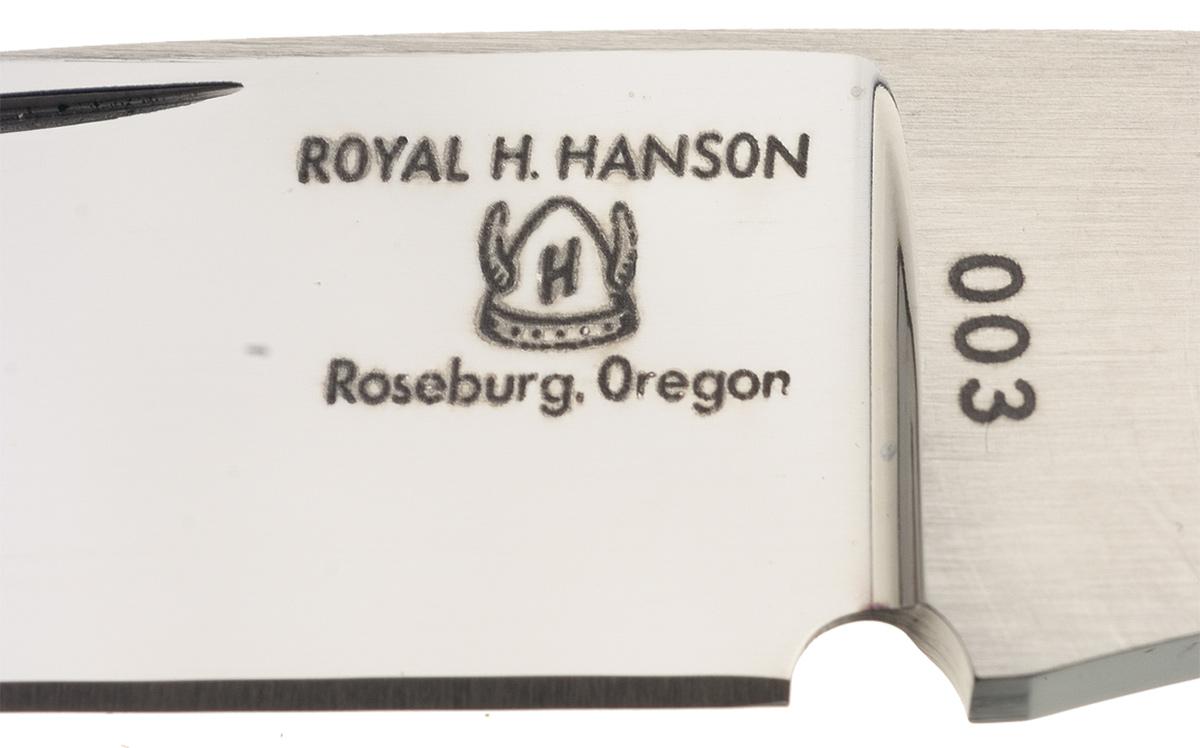 ROYAL H. HANSON
H
Roseburg, Oregon
003